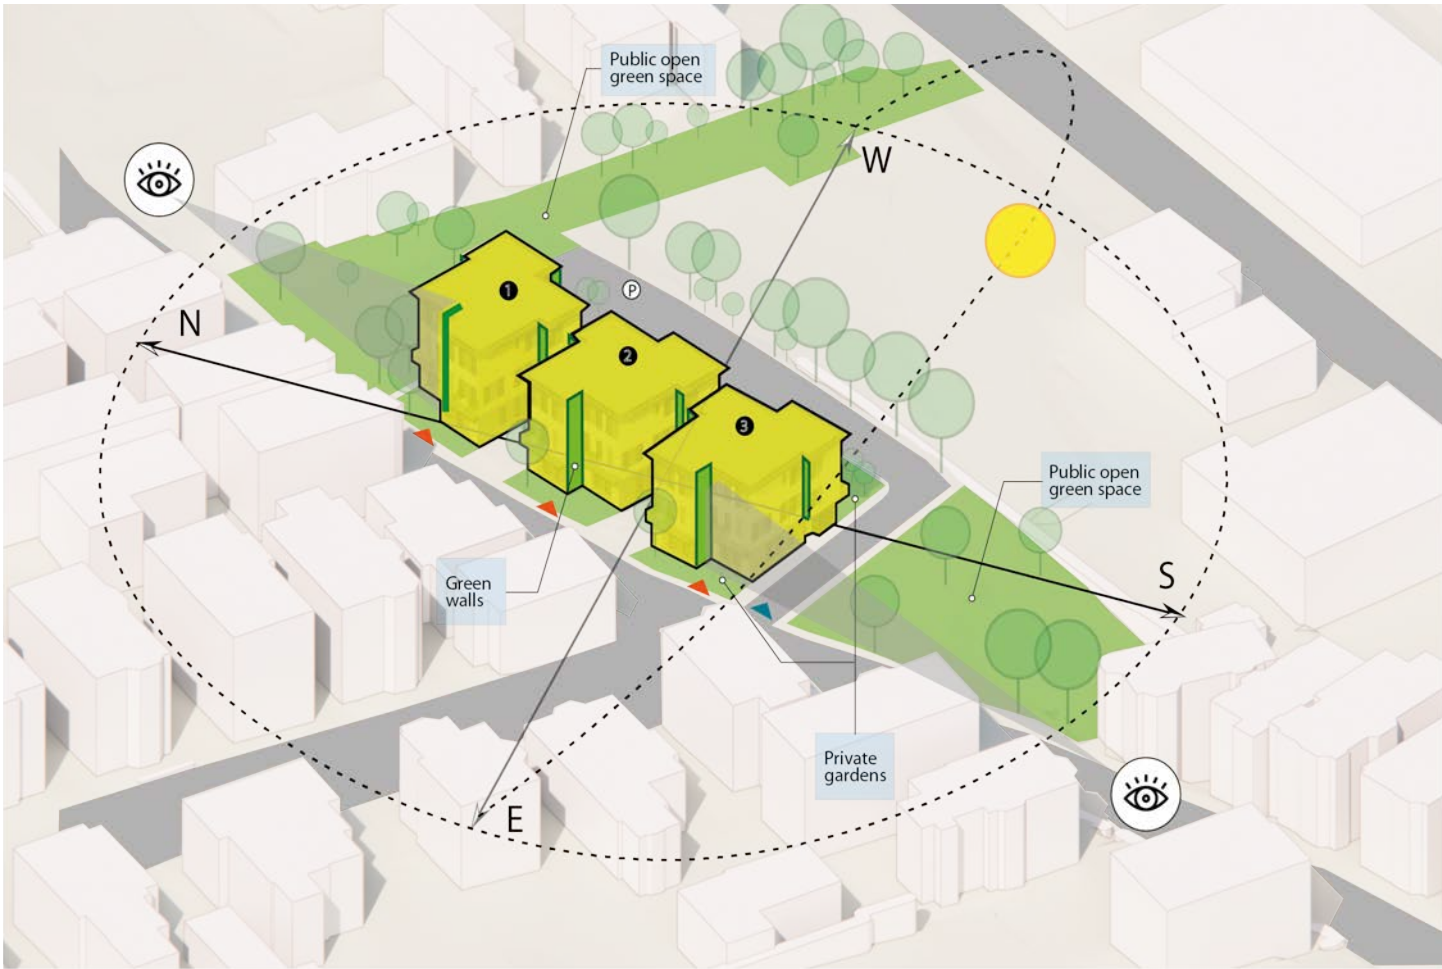 Public open
green space
W
N
1
P
2
3
Public open
green space
S
Green
walls
Private
gardens
E